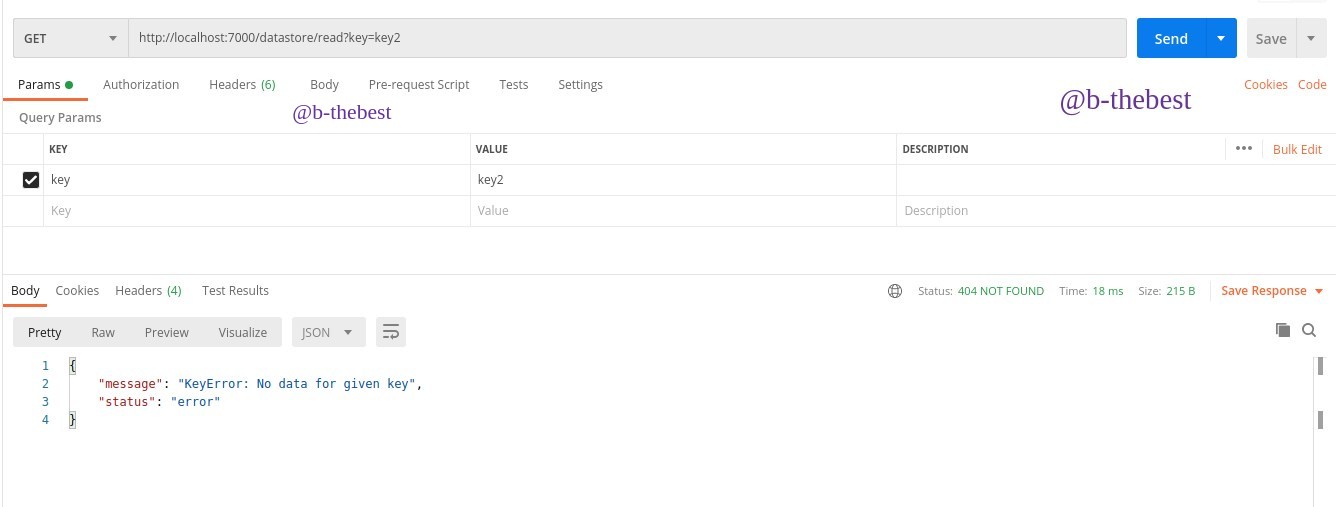 GET http://localhost:7000/datastore/read?key=key2 Send Save
Params Authorization Headers (6) Body Pre-request Script Tests Settings Cookies Code
@b-thebest @b-thebest
Query Params
KEY VALUE DESCRIPTION ••• Bulk Edit
key key2
Key Value Description
Body Cookies Headers (4) Test Results Status: 404 NOT FOUND Time: 18 ms Size: 215 B Save Response
Pretty Raw Preview Visualize JSON
1 {
2 "message": "KeyError: No data for given key",
3 "status": "error"
4 }